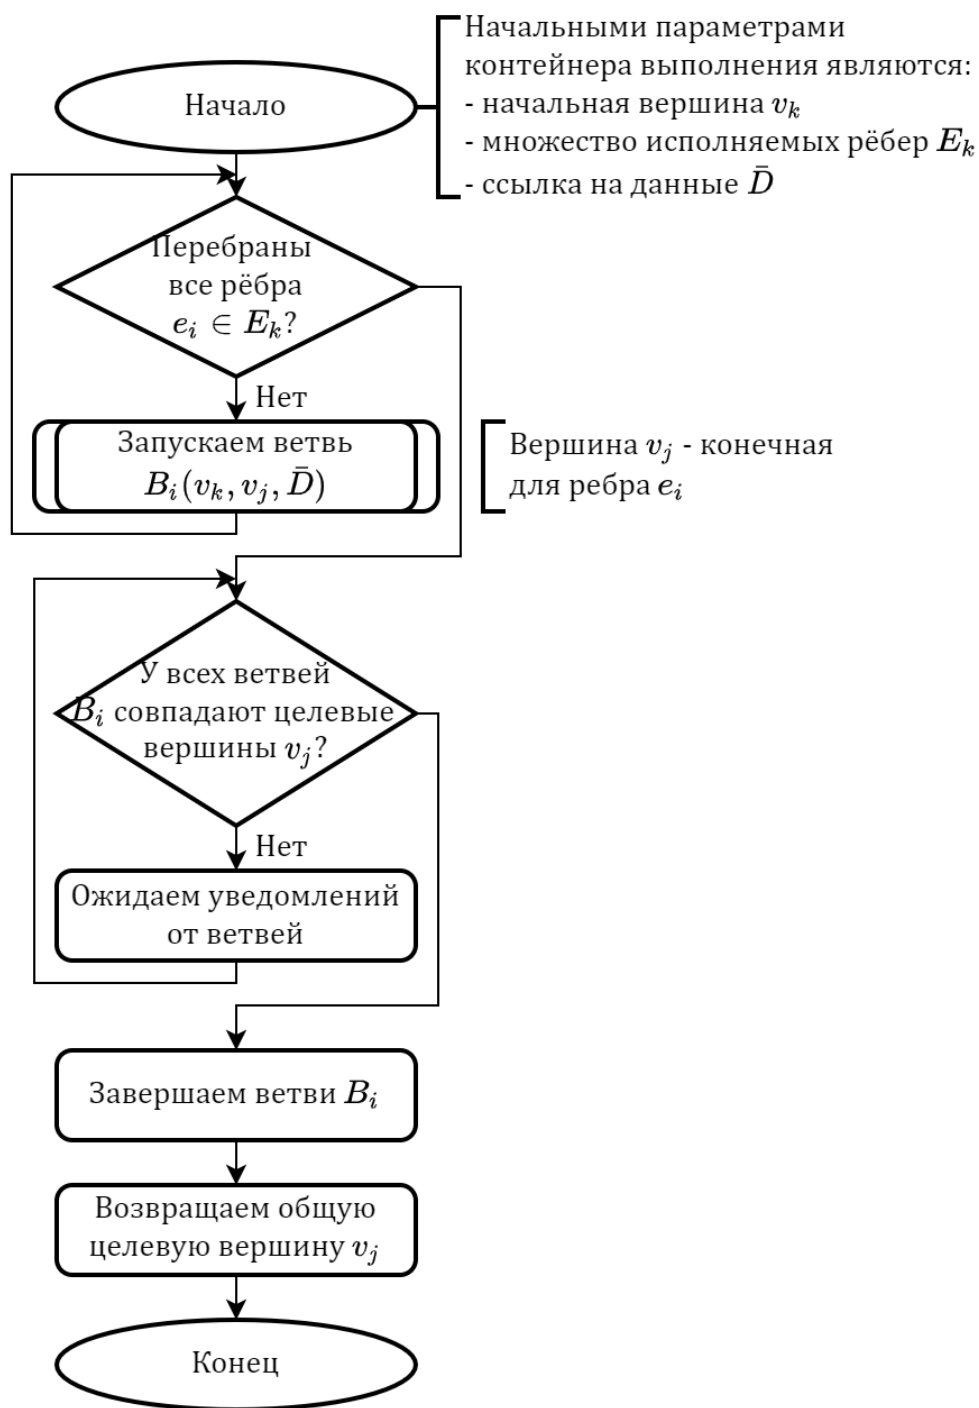 Начальными параметрами
контейнера выполнения являются:
- начальная вершина v_k
- множество исполняемых рёбер E_k
- ссылка на данные D̄
Начало
Перебраны
все рёбра
e_i ∈ E_k?
Нет
Запускаем ветвь
B_i(v_k, v_j, D̄)
Вершина v_j - конечная
для ребра e_i
У всех ветвей
B_i совпадают целевые
вершины v_j?
Нет
Ожидаем уведомлений
от ветвей
Завершаем ветви B_i
Возвращаем общую
целевую вершину v_j
Конец